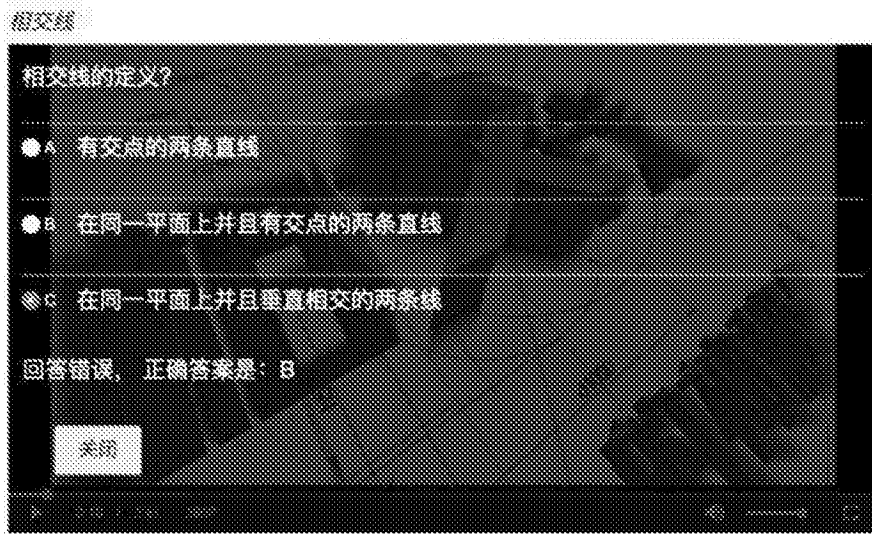 相交线
相交线的定义?
A 有交点的两条直线
B 在同一平面上并且有交点的两条直线
C 在同一平面上并且垂直相交的两条线
回答错误, 正确答案是: B
关闭